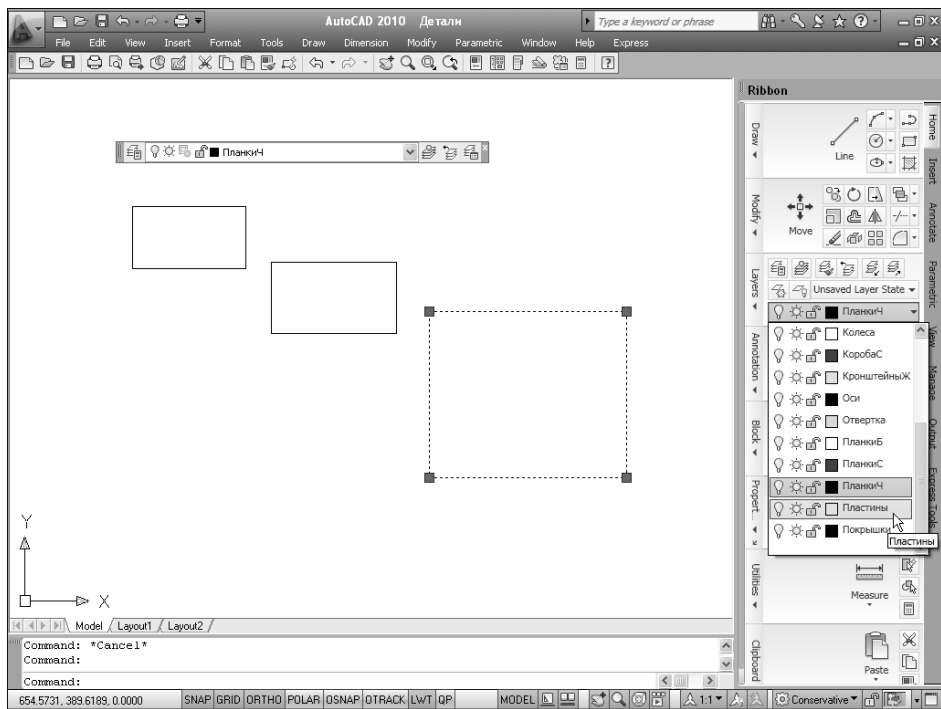 AutoCAD 2010 Детали
Type a keyword or phrase
File Edit View Insert Format Tools Draw Dimension Modify Parametric Window Help Express
Ribbon
Home
Insert
Annotate
Parametric
View
Manage
Output
Express Tools
Draw
Line
Modify
Move
Layers
Unsaved Layer State
ПланкиЧ
ПланкиЧ
Annotation
Block
Propert...
Utilities
Clipboard
Колеса
КоробаС
КронштейныЖ
Оси
Отвертка
ПланкиБ
ПланкиС
ПланкиЧ
Пластины
Покрышки
Пластины
Measure
Paste
Y
X
Model Layout1 Layout2
Command: *Cancel*
Command:
Command:
654.5731, 389.6189, 0.0000 SNAP GRID ORTHO POLAR OSNAP OTRACK LWT QP MODEL 1:1 Conservative